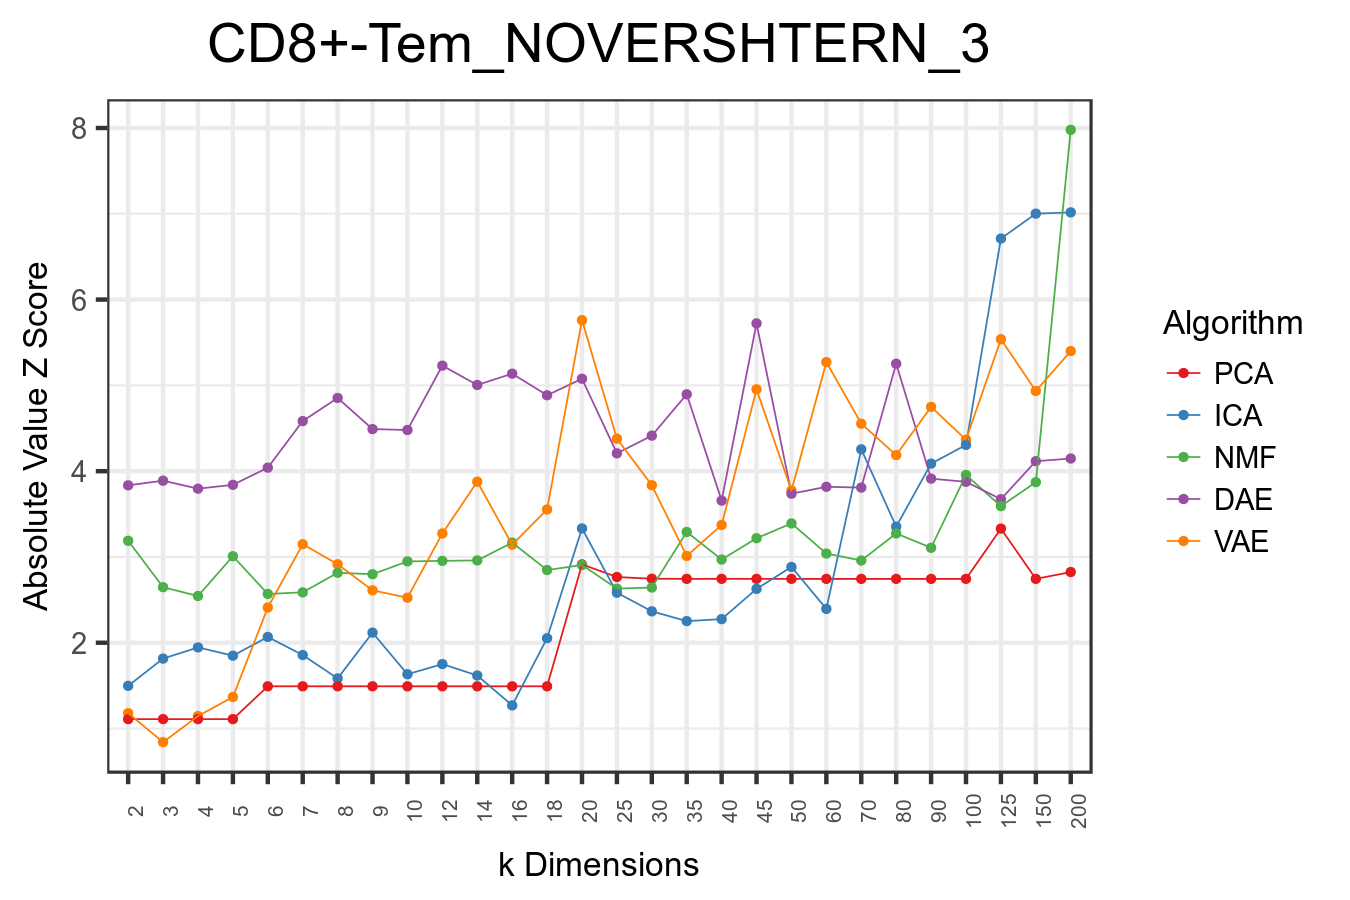 CD8+-Tem_NOVERSHTERN_3
Absolute Value Z Score
8
6
4
2
2 3 4 5 6 7 8 9 10 12 14 16 18 20 25 30 35 40 45 50 60 70 80 90 100 125 150 200
k Dimensions
Algorithm
PCA
ICA
NMF
DAE
VAE